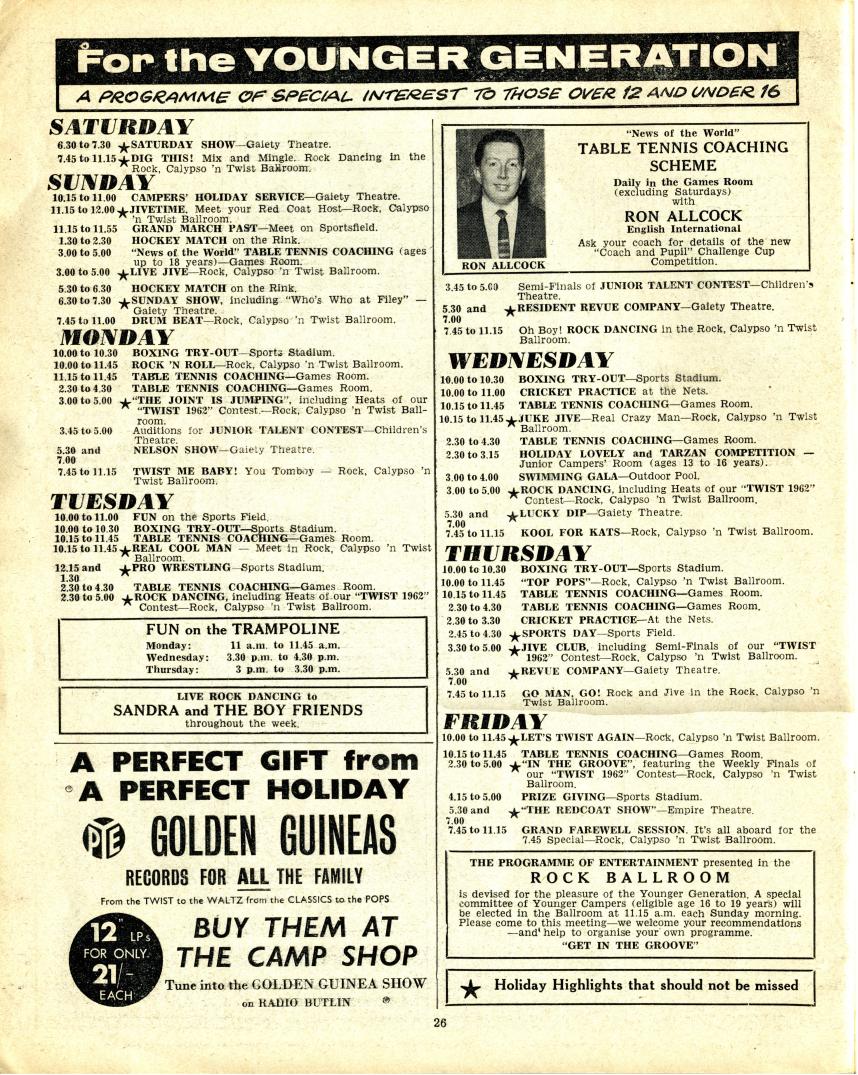 For the YOUNGER GENERATION
A PROGRAMME OF SPECIAL INTEREST TO THOSE OVER 12 AND UNDER 16
SATURDAY
6.30 to 7.30 ★SATURDAY SHOW—Gaiety Theatre.
7.45 to 11.15 ★DIG THIS! Mix and Mingle. Rock Dancing in the
Rock, Calypso 'n Twist Ballroom.
SUNDAY
10.15 to 11.00 CAMPERS' HOLIDAY SERVICE—Gaiety Theatre.
11.15 to 12.00 ★JIVETIME. Meet your Red Coat Host—Rock, Calypso
'n Twist Ballroom.
11.15 to 11.55 GRAND MARCH PAST—Meet on Sportsfield.
1.30 to 2.30 HOCKEY MATCH on the Rink.
3.00 to 5.00 "News of the World" TABLE TENNIS COACHING (ages
up to 18 years)—Games Room.
3.00 to 5.00 ★LIVE JIVE—Rock, Calypso 'n Twist Ballroom.
5.30 to 6.30 HOCKEY MATCH on the Rink.
6.30 to 7.30 ★SUNDAY SHOW, including "Who's Who at Filey" —
Gaiety Theatre.
7.45 to 11.00 DRUM BEAT—Rock, Calypso 'n Twist Ballroom.
MONDAY
10.00 to 10.30 BOXING TRY-OUT—Sports Stadium.
10.00 to 11.45 ROCK 'N ROLL—Rock, Calypso 'n Twist Ballroom.
11.15 to 11.45 TABLE TENNIS COACHING—Games Room.
2.30 to 4.30 TABLE TENNIS COACHING—Games Room.
3.00 to 5.00 ★"THE JOINT IS JUMPING", including Heats of our
"TWIST 1962" Contest.—Rock, Calypso 'n Twist Ball-
room.
3.45 to 5.00 Auditions for JUNIOR TALENT CONTEST—Children's
Theatre.
5.30 and NELSON SHOW—Gaiety Theatre.
7.00
7.45 to 11.15 TWIST ME BABY! You Tomboy — Rock, Calypso 'n
Twist Ballroom.
TUESDAY
10.00 to 11.00 FUN on the Sports Field.
10.00 to 10.30 BOXING TRY-OUT—Sports Stadium.
10.15 to 11.45 TABLE TENNIS COACHING—Games Room.
10.15 to 11.45 ★REAL COOL MAN — Meet in Rock, Calypso 'n Twist
Ballroom.
12.15 and ★PRO WRESTLING—Sports Stadium.
1.30
2.30 to 4.30 TABLE TENNIS COACHING—Games Room.
2.30 to 5.00 ★ROCK DANCING, including Heats of our "TWIST 1962"
Contest—Rock, Calypso 'n Twist Ballroom.
FUN on the TRAMPOLINE
Monday: 11 a.m. to 11.45 a.m.
Wednesday: 3.30 p.m. to 4.30 p.m.
Thursday: 3 p.m. to 3.30 p.m.
LIVE ROCK DANCING to
SANDRA and THE BOY FRIENDS
throughout the week.
A PERFECT GIFT from
A PERFECT HOLIDAY
PYE GOLDEN GUINEAS
RECORDS FOR ALL THE FAMILY
From the TWIST to the WALTZ from the CLASSICS to the POPS
12" LPs
FOR ONLY
21/-
EACH
BUY THEM AT
THE CAMP SHOP
Tune into the GOLDEN GUINEA SHOW
on RADIO BUTLIN
RON ALLCOCK
"News of the World"
TABLE TENNIS COACHING
SCHEME
Daily in the Games Room
(excluding Saturdays)
with
RON ALLCOCK
English International
Ask your coach for details of the new
"Coach and Pupil" Challenge Cup
Competition.
3.45 to 5.00 Semi-Finals of JUNIOR TALENT CONTEST—Children's
Theatre.
5.30 and ★RESIDENT REVUE COMPANY—Gaiety Theatre.
7.00
7.45 to 11.15 Oh Boy! ROCK DANCING in the Rock, Calypso 'n Twist
Ballroom.
WEDNESDAY
10.00 to 10.30 BOXING TRY-OUT—Sports Stadium.
10.00 to 11.00 CRICKET PRACTICE at the Nets.
10.15 to 11.45 TABLE TENNIS COACHING—Games Room.
10.15 to 11.45 ★JUKE JIVE—Real Crazy Man—Rock, Calypso 'n Twist
Ballroom.
2.30 to 4.30 TABLE TENNIS COACHING—Games Room.
2.30 to 3.15 HOLIDAY LOVELY and TARZAN COMPETITION —
Junior Campers' Room (ages 13 to 16 years).
3.00 to 4.00 SWIMMING GALA—Outdoor Pool.
3.00 to 5.00 ★ROCK DANCING, including Heats of our "TWIST 1962"
Contest—Rock, Calypso 'n Twist Ballroom.
5.30 and ★LUCKY DIP—Gaiety Theatre.
7.00
7.45 to 11.15 KOOL FOR KATS—Rock, Calypso 'n Twist Ballroom.
THURSDAY
10.00 to 10.30 BOXING TRY-OUT—Sports Stadium.
10.00 to 11.45 "TOP POPS"—Rock, Calypso 'n Twist Ballroom.
10.15 to 11.45 TABLE TENNIS COACHING—Games Room.
2.30 to 4.30 TABLE TENNIS COACHING—Games Room.
2.30 to 3.30 CRICKET PRACTICE—At the Nets.
2.45 to 4.30 ★SPORTS DAY—Sports Field.
3.30 to 5.00 ★JIVE CLUB, including Semi-Finals of our "TWIST
1962" Contest—Rock, Calypso 'n Twist Ballroom.
5.30 and ★REVUE COMPANY—Gaiety Theatre.
7.00
7.45 to 11.15 GO MAN, GO! Rock and Jive in the Rock, Calypso 'n
Twist Ballroom.
FRIDAY
10.00 to 11.45 ★LET'S TWIST AGAIN—Rock, Calypso 'n Twist Ballroom.
10.15 to 11.45 TABLE TENNIS COACHING—Games Room.
2.30 to 5.00 ★"IN THE GROOVE", featuring the Weekly Finals of
our "TWIST 1962" Contest—Rock, Calypso 'n Twist
Ballroom.
4.15 to 5.00 PRIZE GIVING—Sports Stadium.
5.30 and ★"THE REDCOAT SHOW"—Empire Theatre.
7.00
7.45 to 11.15 GRAND FAREWELL SESSION. It's all aboard for the
7.45 Special—Rock, Calypso 'n Twist Ballroom.
THE PROGRAMME OF ENTERTAINMENT presented in the
ROCK BALLROOM
is devised for the pleasure of the Younger Generation. A special
committee of Younger Campers (eligible age 16 to 19 years) will
be elected in the Ballroom at 11.15 a.m. each Sunday morning.
Please come to this meeting—we welcome your recommendations
—and help to organise your own programme.
"GET IN THE GROOVE"
★ Holiday Highlights that should not be missed
26